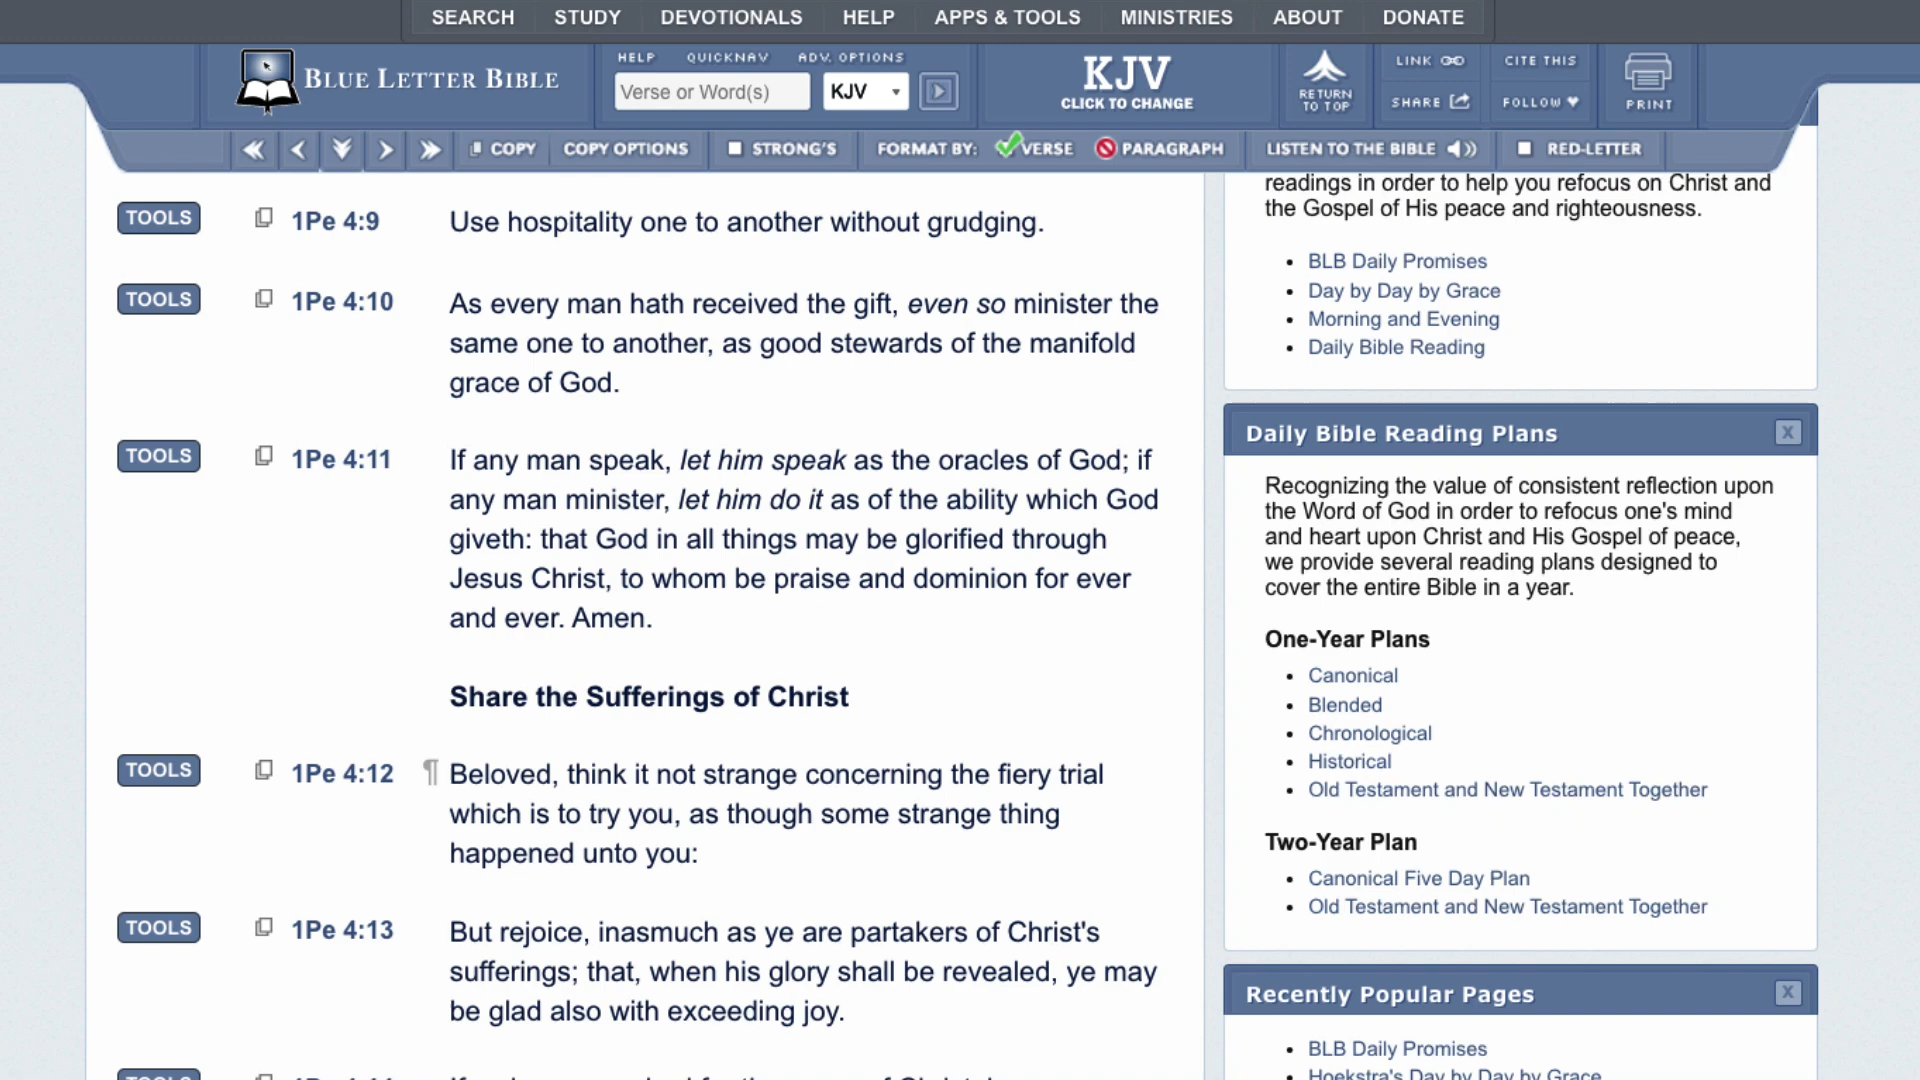 SEARCH STUDY DEVOTIONALS HELP APPS & TOOLS MINISTRIES ABOUT DONATE
BLUE LETTER BIBLE
HELP QUICKNAV ADV. OPTIONS
Verse or Word(s) KJV
KJV
CLICK TO CHANGE
RETURN
TO TOP
LINK
SHARE
CITE THIS
FOLLOW
PRINT
COPY COPY OPTIONS STRONG'S FORMAT BY: VERSE PARAGRAPH LISTEN TO THE BIBLE RED-LETTER
TOOLS 1Pe 4:9 Use hospitality one to another without grudging.
TOOLS 1Pe 4:10 As every man hath received the gift, even so minister the
same one to another, as good stewards of the manifold
grace of God.
TOOLS 1Pe 4:11 If any man speak, let him speak as the oracles of God; if
any man minister, let him do it as of the ability which God
giveth: that God in all things may be glorified through
Jesus Christ, to whom be praise and dominion for ever
and ever. Amen.
Share the Sufferings of Christ
TOOLS 1Pe 4:12 ¶ Beloved, think it not strange concerning the fiery trial
which is to try you, as though some strange thing
happened unto you:
TOOLS 1Pe 4:13 But rejoice, inasmuch as ye are partakers of Christ's
sufferings; that, when his glory shall be revealed, ye may
be glad also with exceeding joy.
readings in order to help you refocus on Christ and
the Gospel of His peace and righteousness.
• BLB Daily Promises
• Day by Day by Grace
• Morning and Evening
• Daily Bible Reading
Daily Bible Reading Plans X
Recognizing the value of consistent reflection upon
the Word of God in order to refocus one's mind
and heart upon Christ and His Gospel of peace,
we provide several reading plans designed to
cover the entire Bible in a year.
One-Year Plans
• Canonical
• Blended
• Chronological
• Historical
• Old Testament and New Testament Together
Two-Year Plan
• Canonical Five Day Plan
• Old Testament and New Testament Together
Recently Popular Pages X
• BLB Daily Promises
• Hoekstra's Day by Day by Grace